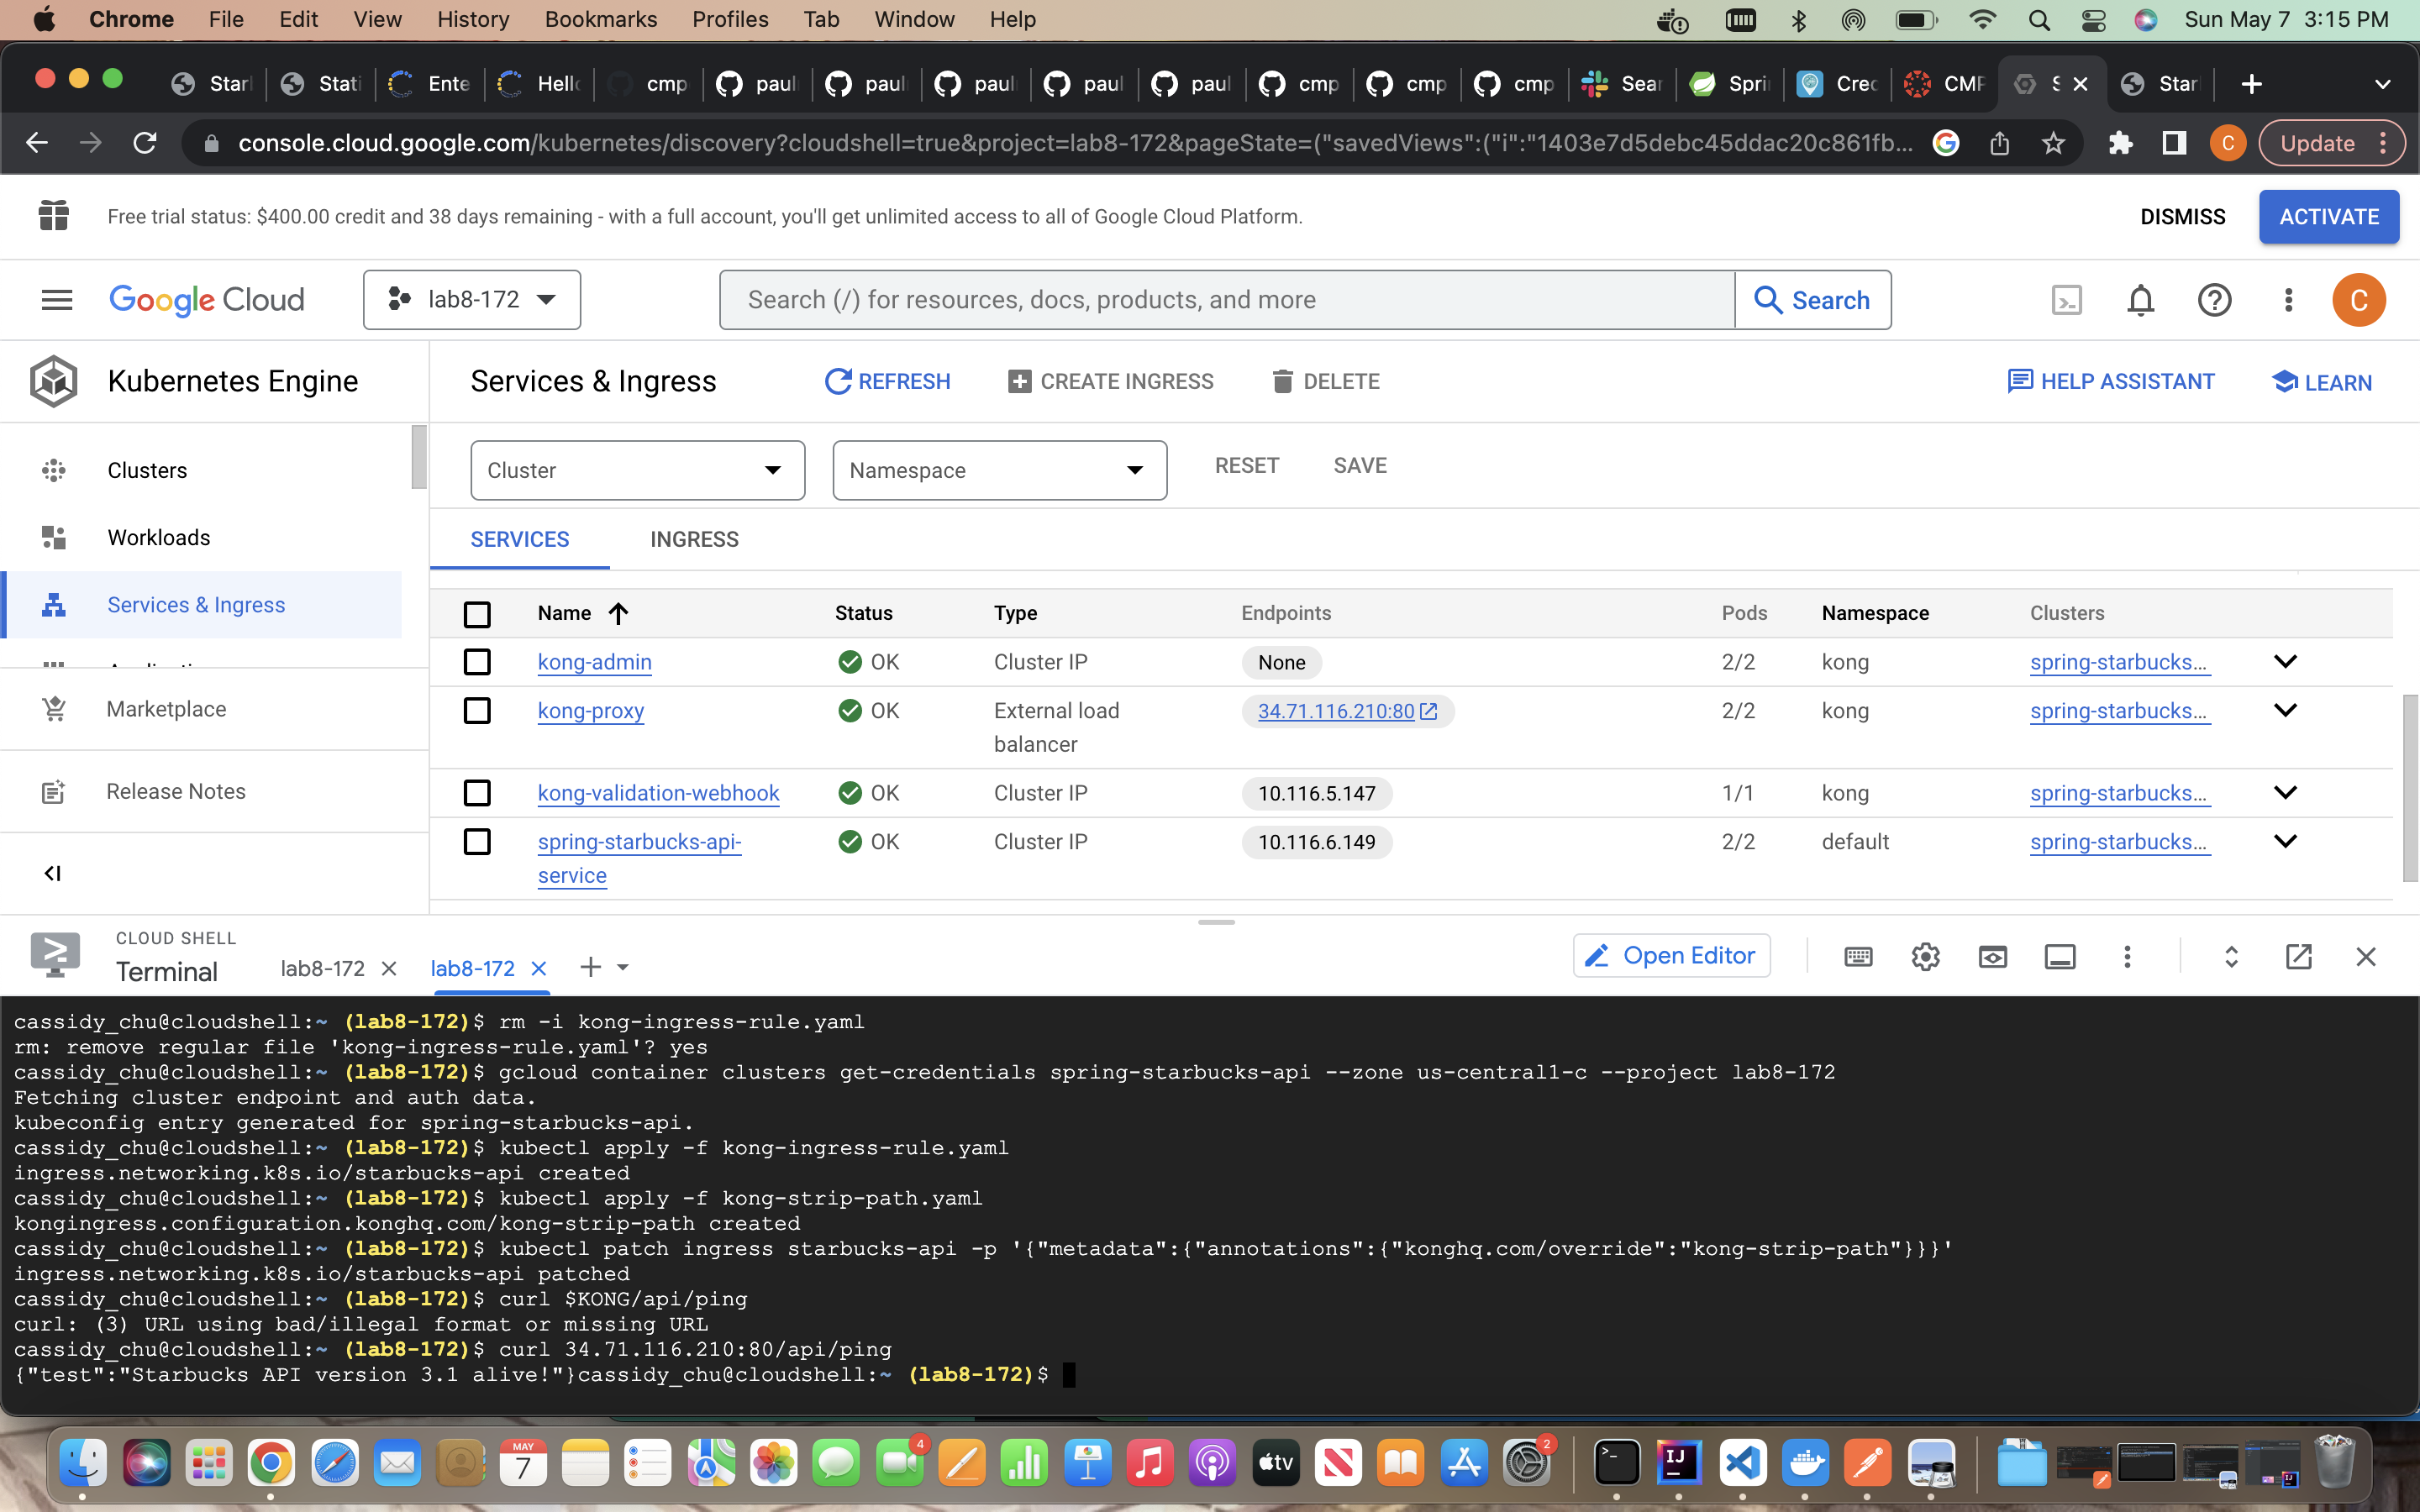 Chrome File Edit View History Bookmarks Profiles Tab Window Help Sun May 7 3:15 PM
Star Stati Ente Hello cmp paul paul paul paul paul cmp cmp cmp Sear Spri Crec CMP S Star
console.cloud.google.com/kubernetes/discovery?cloudshell=true&project=lab8-172&pageState=("savedViews":("i":"1403e7d5debc45ddac20c861fb... C Update
Free trial status: $400.00 credit and 38 days remaining - with a full account, you'll get unlimited access to all of Google Cloud Platform. DISMISS ACTIVATE
Google Cloud lab8-172 Search (/) for resources, docs, products, and more Search C
Kubernetes Engine Services & Ingress REFRESH CREATE INGRESS DELETE HELP ASSISTANT LEARN
Clusters
Workloads
Services & Ingress
Marketplace
Release Notes
Cluster Namespace RESET SAVE
SERVICES INGRESS
Name Status Type Endpoints Pods Namespace Clusters
kong-admin OK Cluster IP None 2/2 kong spring-starbucks...
kong-proxy OK External load 34.71.116.210:80 2/2 kong spring-starbucks...
balancer
kong-validation-webhook OK Cluster IP 10.116.5.147 1/1 kong spring-starbucks...
spring-starbucks-api- OK Cluster IP 10.116.6.149 2/2 default spring-starbucks...
service
CLOUD SHELL
Terminal lab8-172 lab8-172 Open Editor
cassidy_chu@cloudshell:~ (lab8-172)$ rm -i kong-ingress-rule.yaml
rm: remove regular file 'kong-ingress-rule.yaml'? yes
cassidy_chu@cloudshell:~ (lab8-172)$ gcloud container clusters get-credentials spring-starbucks-api --zone us-central1-c --project lab8-172
Fetching cluster endpoint and auth data.
kubeconfig entry generated for spring-starbucks-api.
cassidy_chu@cloudshell:~ (lab8-172)$ kubectl apply -f kong-ingress-rule.yaml
ingress.networking.k8s.io/starbucks-api created
cassidy_chu@cloudshell:~ (lab8-172)$ kubectl apply -f kong-strip-path.yaml
kongingress.configuration.konghq.com/kong-strip-path created
cassidy_chu@cloudshell:~ (lab8-172)$ kubectl patch ingress starbucks-api -p '{"metadata":{"annotations":{"konghq.com/override":"kong-strip-path"}}}'
ingress.networking.k8s.io/starbucks-api patched
cassidy_chu@cloudshell:~ (lab8-172)$ curl $KONG/api/ping
curl: (3) URL using bad/illegal format or missing URL
cassidy_chu@cloudshell:~ (lab8-172)$ curl 34.71.116.210:80/api/ping
{"test":"Starbucks API version 3.1 alive!"}cassidy_chu@cloudshell:~ (lab8-172)$
MAY 7 4 tv 2 IJ